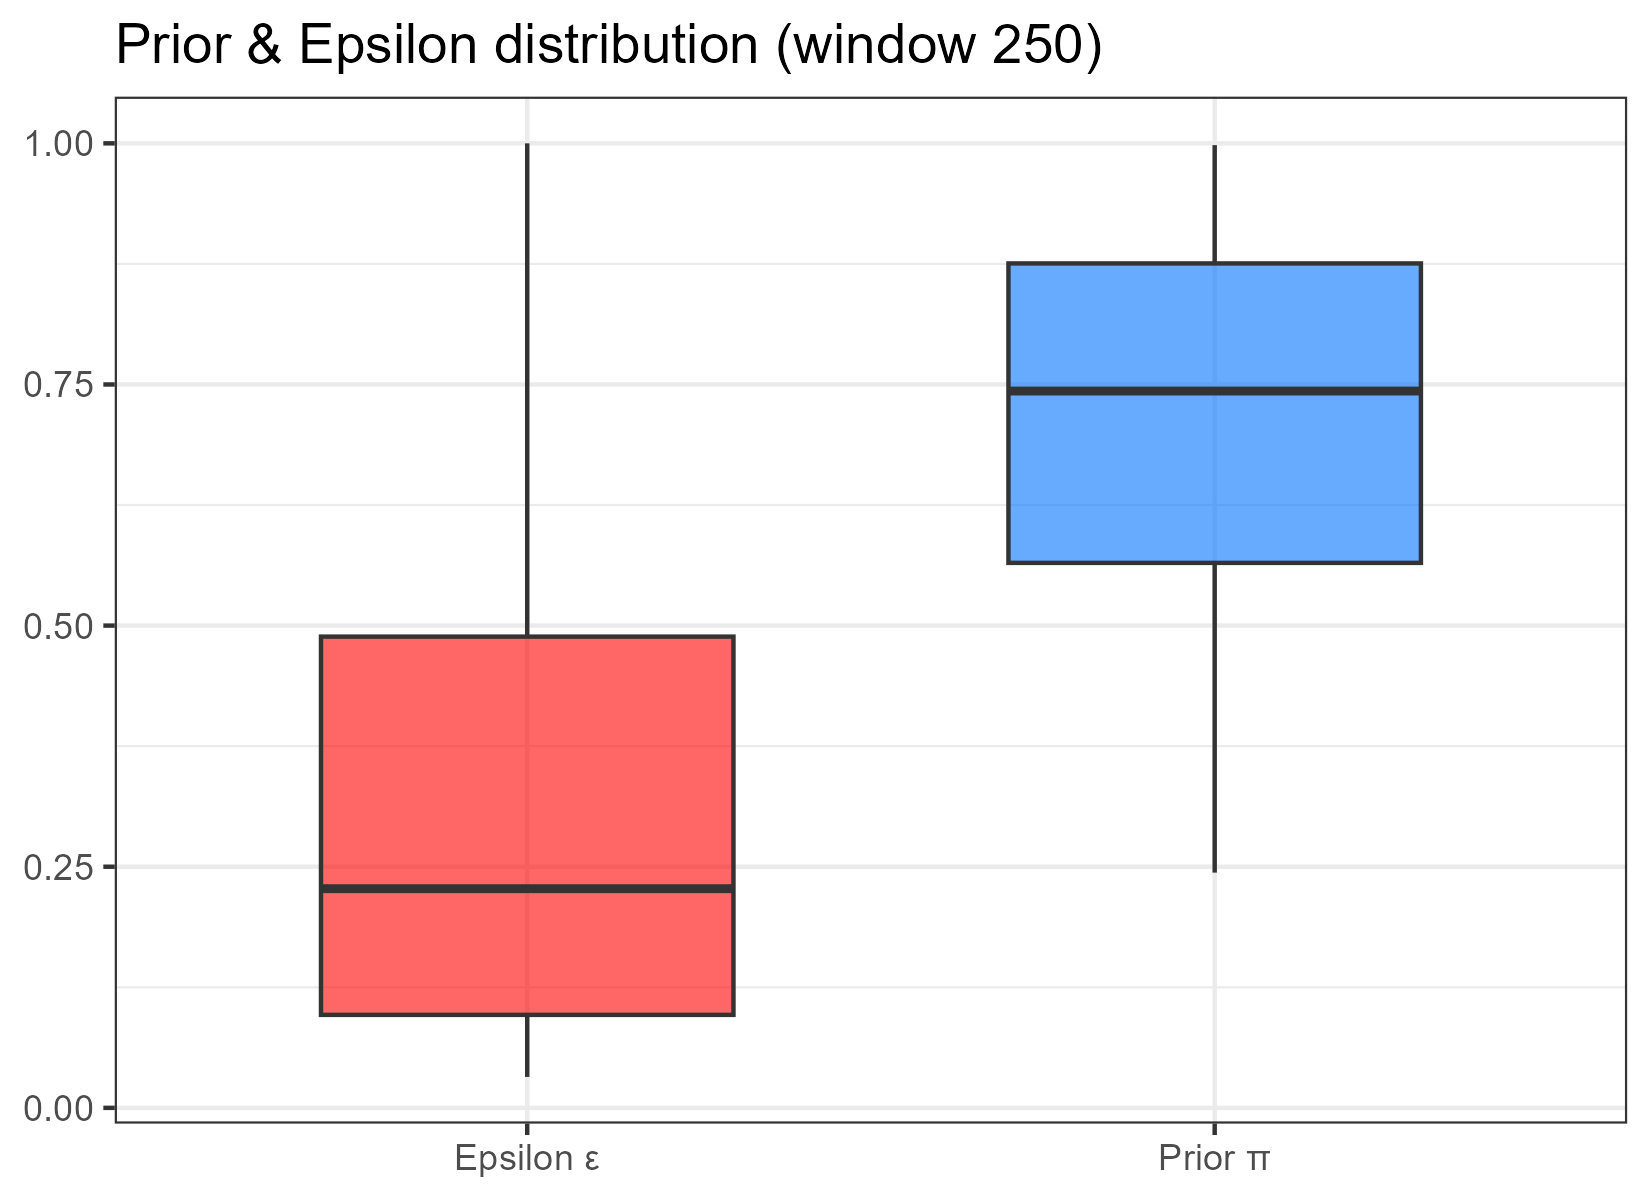 Prior & Epsilon distribution (window 250)
1.00
0.75
0.50
0.25
0.00
Epsilon ε
Prior π